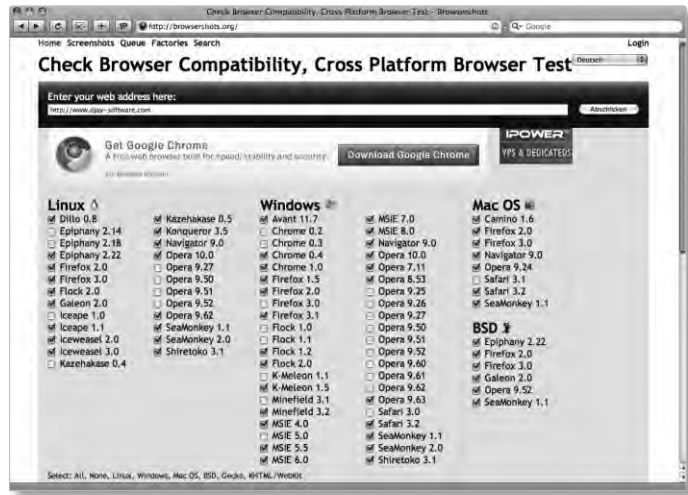 Check Browser Compatibility, Cross Platform Browser Test - Browsershots
http://browsershots.org/
Google
Home Screenshots Queue Factories Search
Login
Check Browser Compatibility, Cross Platform Browser Test
Deutsch
Enter your web address here:
http://www.djay-software.com
Abschicken
Get Google Chrome
A free web browser built for speed, stability and security
Download Google Chrome
IPOWER
VPS & DEDICATEDS
Linux
Dillo 0.8
Epiphany 2.14
Epiphany 2.18
Epiphany 2.22
Firefox 2.0
Firefox 3.0
Flock 2.0
Galeon 2.0
Iceape 1.0
Iceape 1.1
Iceweasel 2.0
Iceweasel 3.0
Kazehakase 0.4
Kazehakase 0.5
Konqueror 3.5
Navigator 9.0
Opera 10.0
Opera 9.27
Opera 9.50
Opera 9.51
Opera 9.52
Opera 9.62
SeaMonkey 1.1
SeaMonkey 2.0
Shiretoko 3.1
Windows
Avant 11.7
Chrome 0.2
Chrome 0.3
Chrome 0.4
Chrome 1.0
Firefox 1.5
Firefox 2.0
Firefox 3.0
Firefox 3.1
Flock 1.0
Flock 1.1
Flock 1.2
Flock 2.0
K-Meleon 1.1
K-Meleon 1.5
Minefield 3.1
Minefield 3.2
MSIE 4.0
MSIE 5.0
MSIE 5.5
MSIE 6.0
MSIE 7.0
MSIE 8.0
Navigator 9.0
Opera 10.0
Opera 7.11
Opera 8.53
Opera 9.25
Opera 9.26
Opera 9.27
Opera 9.50
Opera 9.51
Opera 9.52
Opera 9.60
Opera 9.61
Opera 9.62
Opera 9.63
Safari 3.0
Safari 3.2
SeaMonkey 1.1
SeaMonkey 2.0
Shiretoko 3.1
Mac OS
Camino 1.6
Firefox 2.0
Firefox 3.0
Navigator 9.0
Opera 9.24
Safari 3.1
Safari 3.2
SeaMonkey 1.1
BSD
Epiphany 2.22
Firefox 2.0
Firefox 3.0
Galeon 2.0
Opera 9.52
SeaMonkey 1.1
Select: All, None, Linux, Windows, Mac OS, BSD, Gecko, KHTML/WebKit